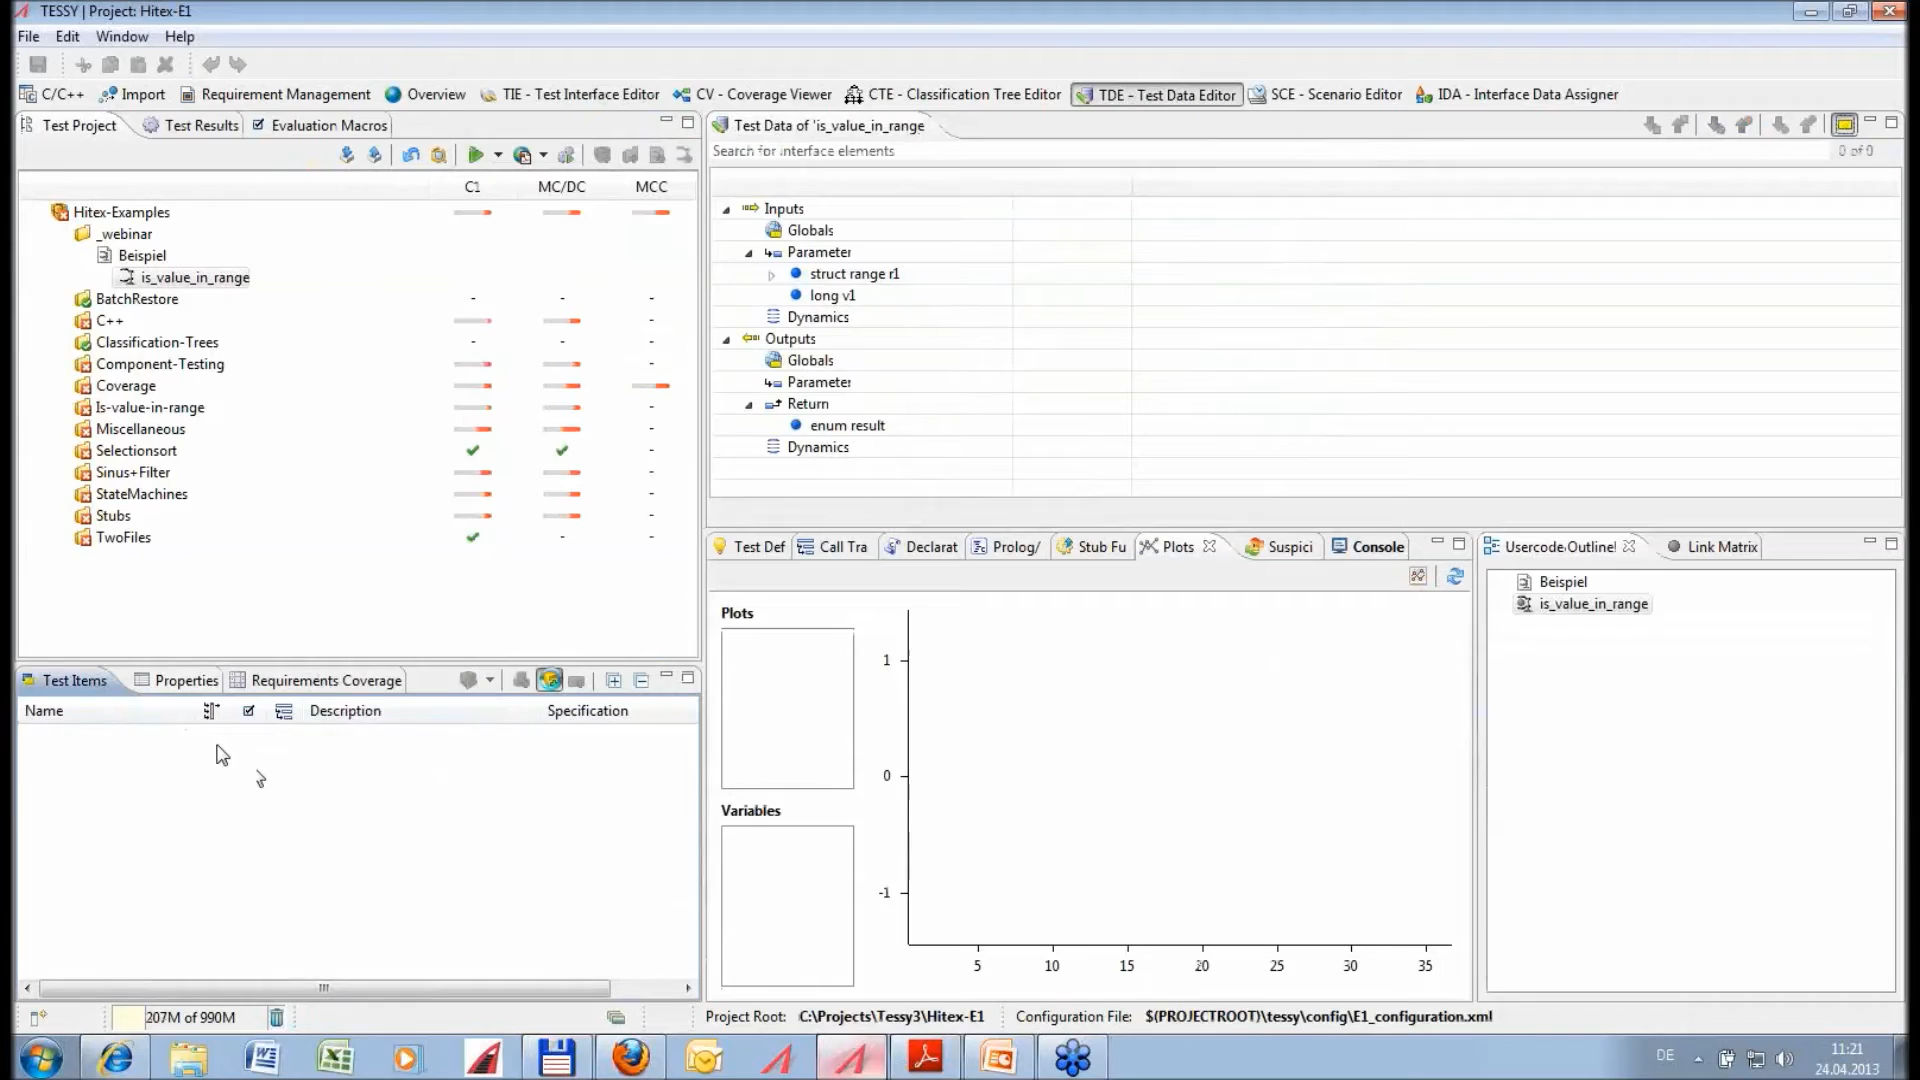 TESSY | Project: Hitex-E1
File Edit Window Help
C/C++ Import Requirement Management Overview TIE - Test Interface Editor CV - Coverage Viewer CTE - Classification Tree Editor TDE - Test Data Editor SCE - Scenario Editor IDA - Interface Data Assigner
Test Project Test Results Evaluation Macros
C1 MC/DC MCC
Hitex-Examples
_webinar
Beispiel
is_value_in_range
BatchRestore - - -
C++ -
Classification-Trees - - -
Component-Testing -
Coverage
Is-value-in-range -
Miscellaneous -
Selectionsort -
Sinus+Filter -
StateMachines -
Stubs -
TwoFiles - -
Test Data of 'is_value_in_range
Search for interface elements 0 of 0
Inputs
Globals
Parameter
struct range r1
long v1
Dynamics
Outputs
Globals
Parameter
Return
enum result
Dynamics
Test Items Properties Requirements Coverage
Name Description Specification
Test Def Call Tra Declarat Prolog/ Stub Fu Plots Suspici Console
Plots
Variables
1
0
-1
5 10 15 20 25 30 35
Usercode Outline Link Matrix
Beispiel
is_value_in_range
207M of 990M
Project Root: C:\Projects\Tessy3\Hitex-E1 Configuration File: $(PROJECTROOT)\tessy\config\E1_configuration.xml
DE
11:21
24.04.2013